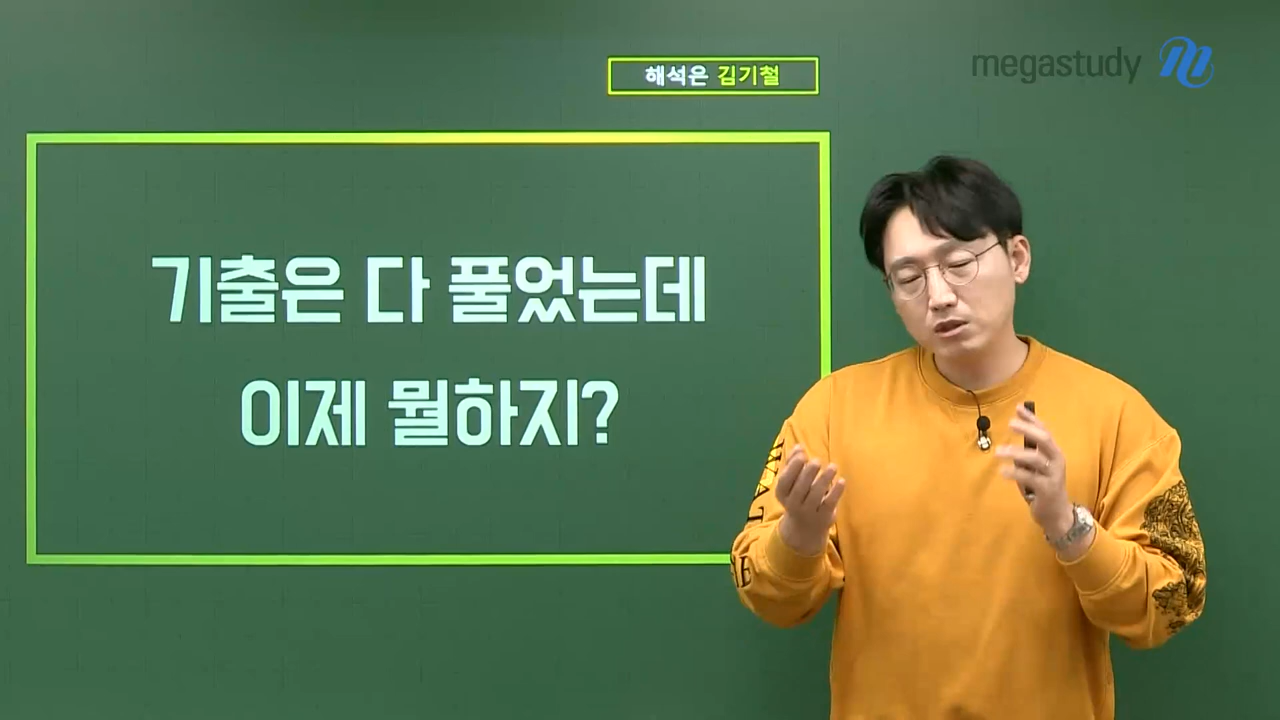 megastudy
해석은 김기철
기출은 다 풀었는데
이제 뭘하지?